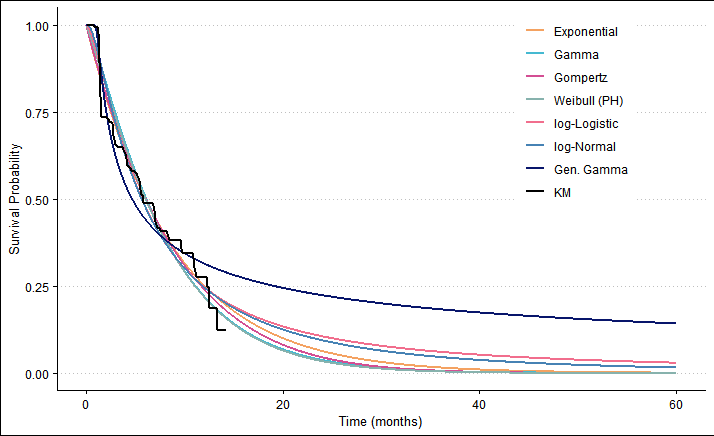 1.00
0.75
0.50
0.25
0.00
Survival Probability
0
20
40
60
Time (months)
Exponential
Gamma
Gompertz
Weibull (PH)
log-Logistic
log-Normal
Gen. Gamma
KM